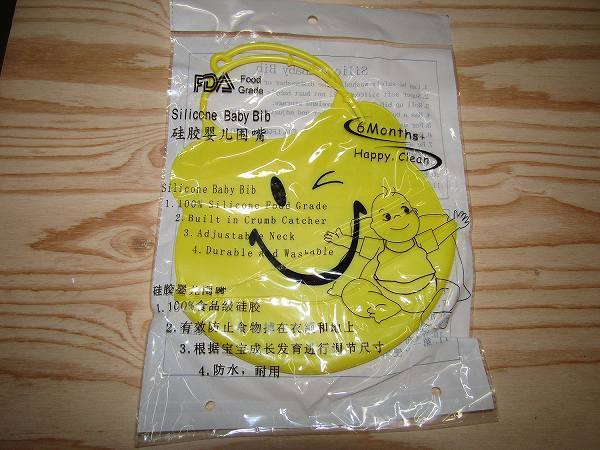 Silicone Baby Bib
FDA Food
Grade
Silicone Baby Bib
硅胶婴儿围嘴
6Months+
Happy. Clean
Silicone Baby Bib
1. 100% Silicone Food Grade
2. Built in Crumb Catcher
3. Adjustable Neck
4. Durable and Washable
硅胶婴儿围嘴
1. 100%食品级硅胶
2. 有效防止食物掉在衣裤和地上
3. 根据宝宝成长发育进行调节尺寸
4. 防水，耐用